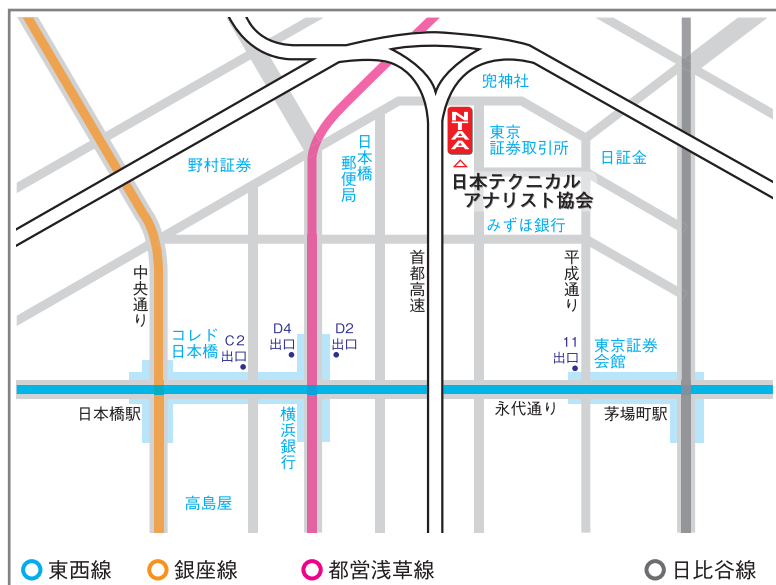 兜神社
NTAA
東京
証券取引所
日証金
野村証券
日本橋
郵便局
日本テクニカル
アナリスト協会
みずほ銀行
中央通り
首都高速
平成通り
コレド
日本橋
C2
出口
D4
出口
D2
出口
11
出口
東京証券
会館
日本橋駅
横浜銀行
永代通り
茅場町駅
高島屋
東西線
銀座線
都営浅草線
日比谷線